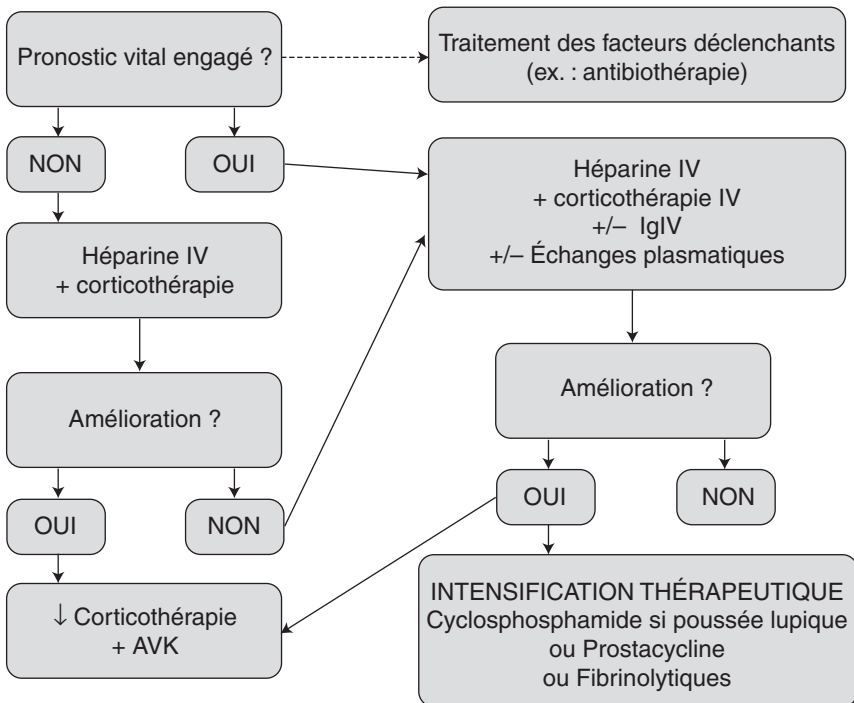 Pronostic vital engagé ?
Traitement des facteurs déclenchants
(ex. : antibiothérapie)
NON
OUI
Héparine IV
+ corticothérapie
Héparine IV
+ corticothérapie IV
+/– IgIV
+/– Échanges plasmatiques
Amélioration ?
Amélioration ?
OUI
NON
OUI
NON
↓ Corticothérapie
+ AVK
INTENSIFICATION THÉRAPEUTIQUE
Cyclosphosphamide si poussée lupique
ou Prostacycline
ou Fibrinolytiques